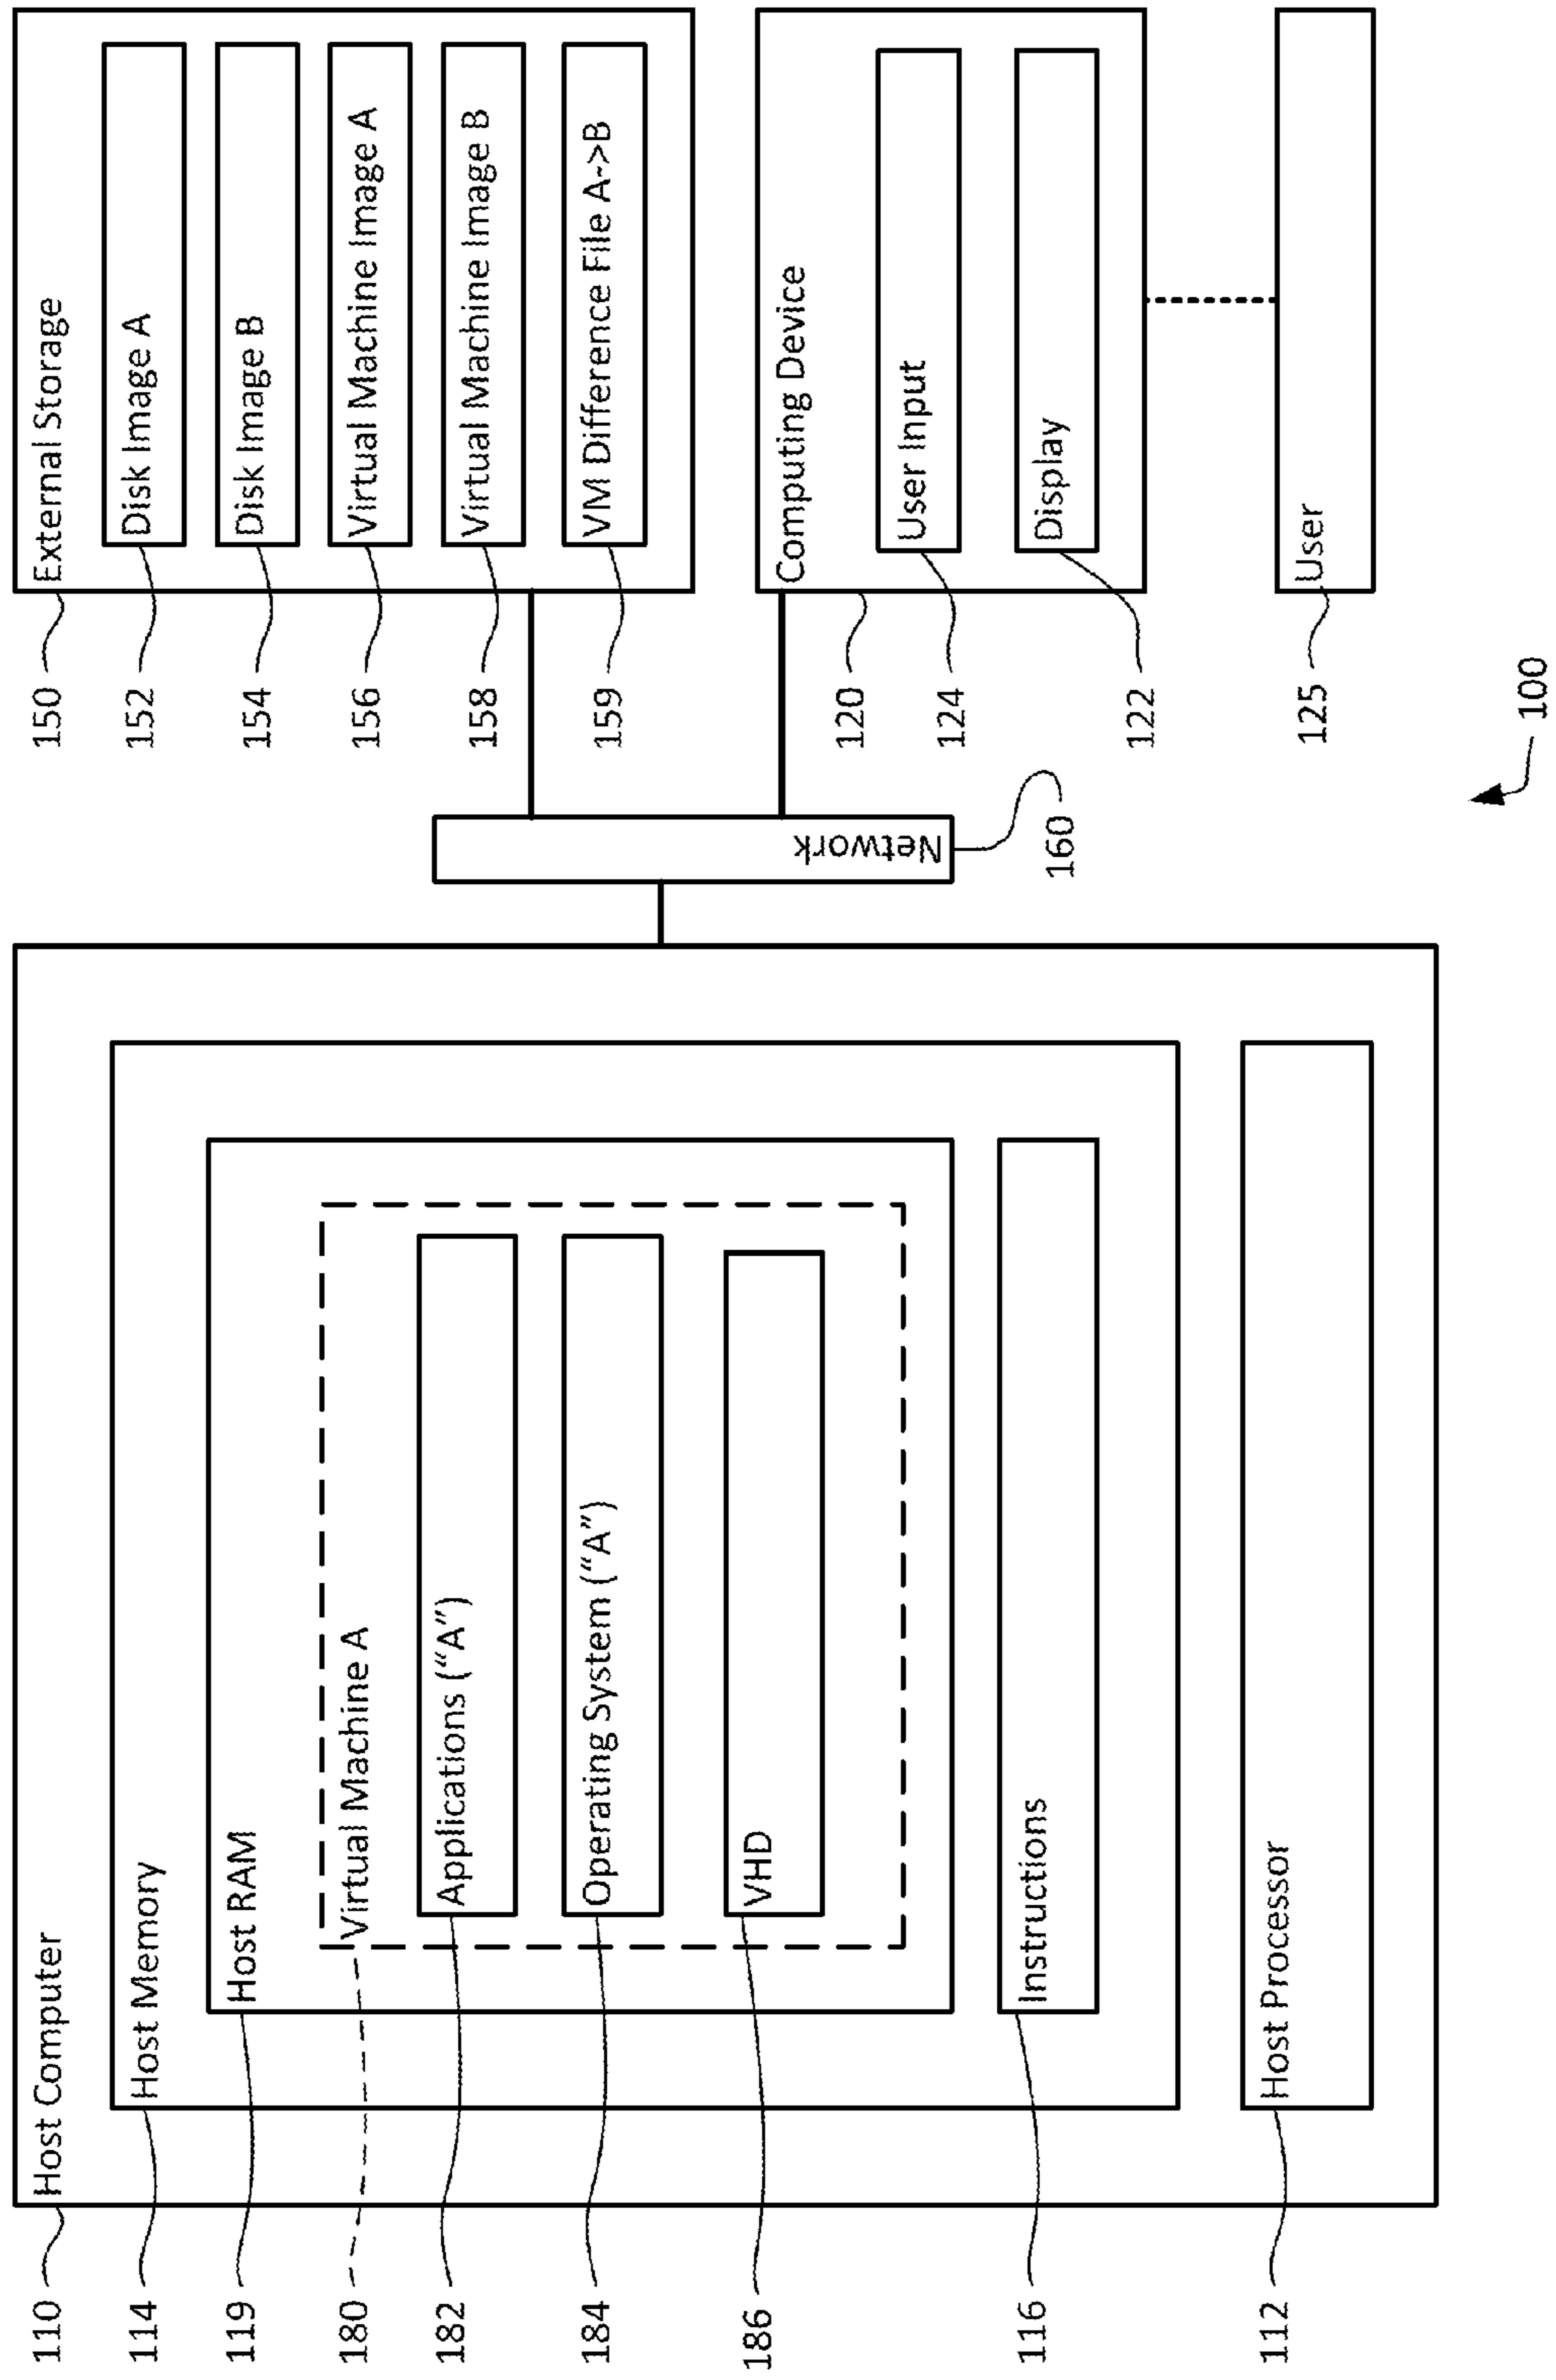 110
Host Computer
114
Host Memory
119
Host RAM
180
Virtual Machine A
182
Applications (“A”)
184
Operating System (“A”)
186
VHD
116
Instructions
112
Host Processor
Network
160
150
External Storage
152
Disk Image A
154
Disk Image B
156
Virtual Machine Image A
158
Virtual Machine Image B
159
VM Difference File A->B
120
Computing Device
124
User Input
122
Display
125
User
100